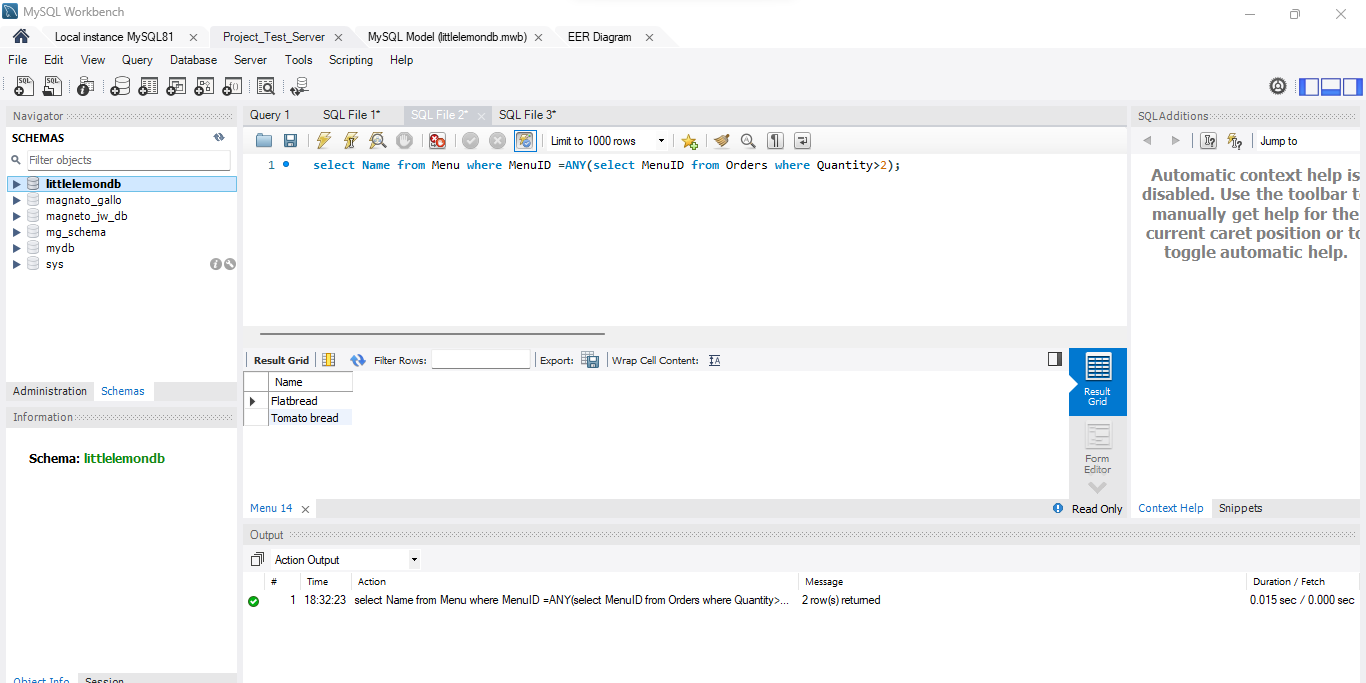 MySQL Workbench
Local instance MySQL81 Project_Test_Server MySQL Model (littlelemondb.mwb) EER Diagram
File Edit View Query Database Server Tools Scripting Help
Navigator
SCHEMAS
Filter objects
littlelemondb
magnato_gallo
magneto_jw_db
mg_schema
mydb
sys
Administration Schemas
Information
Schema: littlelemondb
Object Info Session
Query 1 SQL File 1* SQL File 2* SQL File 3*
Limit to 1000 rows
1 select Name from Menu where MenuID =ANY(select MenuID from Orders where Quantity>2);
Result Grid Filter Rows: Export: Wrap Cell Content:
Name
Flatbread
Tomato bread
Result
Grid
Form
Editor
Menu 14 Read Only
Output
Action Output
# Time Action Message Duration / Fetch
1 18:32:23 select Name from Menu where MenuID =ANY(select MenuID from Orders where Quantity>... 2 row(s) returned 0.015 sec / 0.000 sec
SQLAdditions
Jump to
Automatic context help is
disabled. Use the toolbar t
manually get help for the
current caret position or to
toggle automatic help.
Context Help Snippets